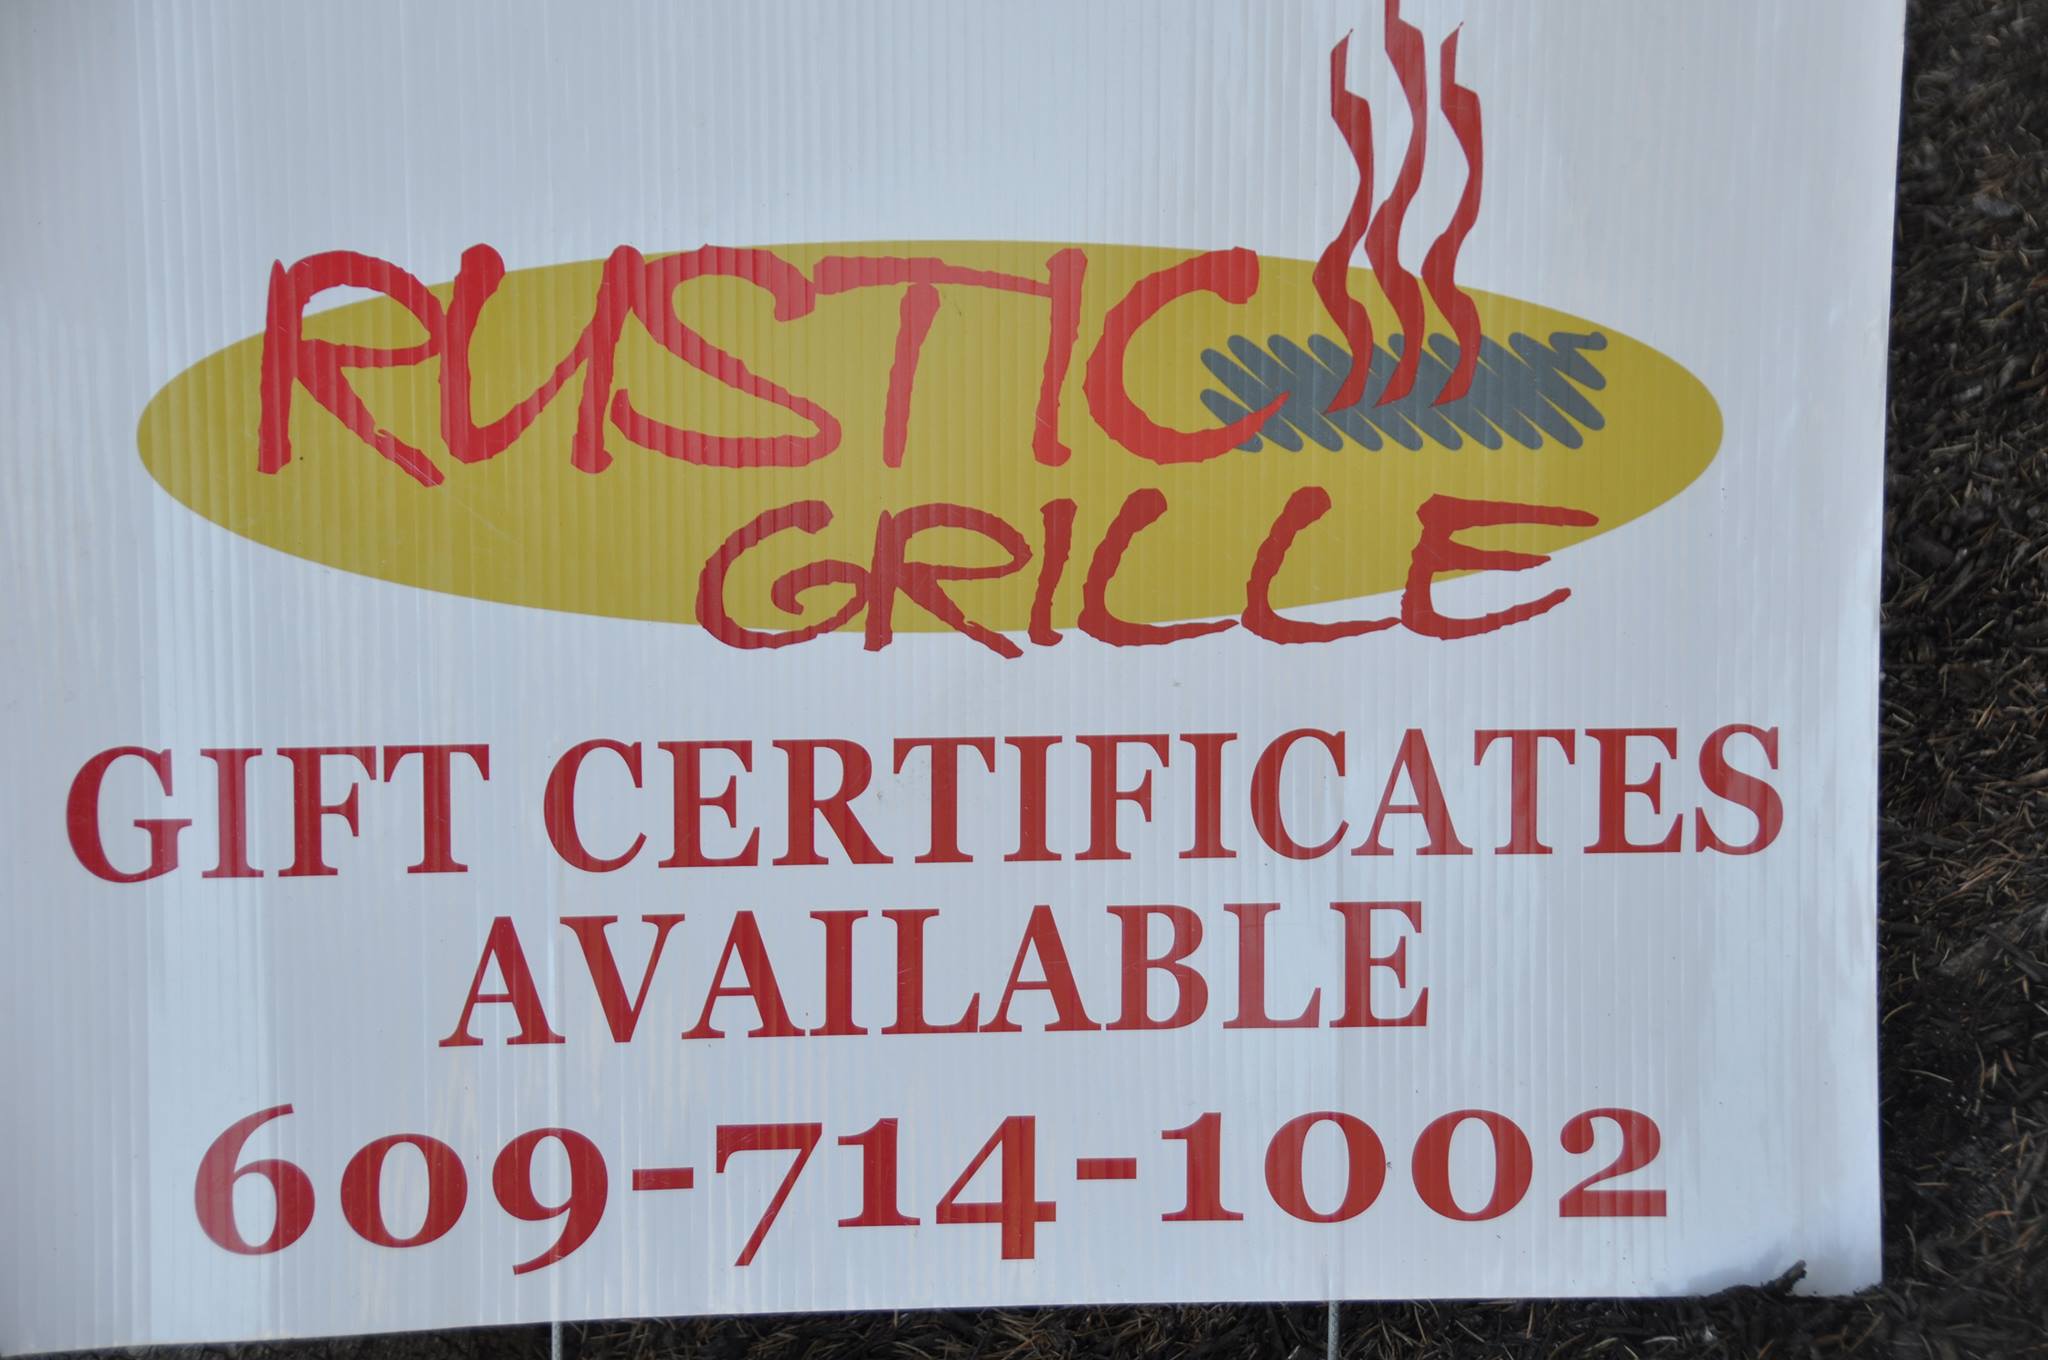 RUSTIC
GRILLE
GIFT CERTIFICATES
AVAILABLE
609-714-1002